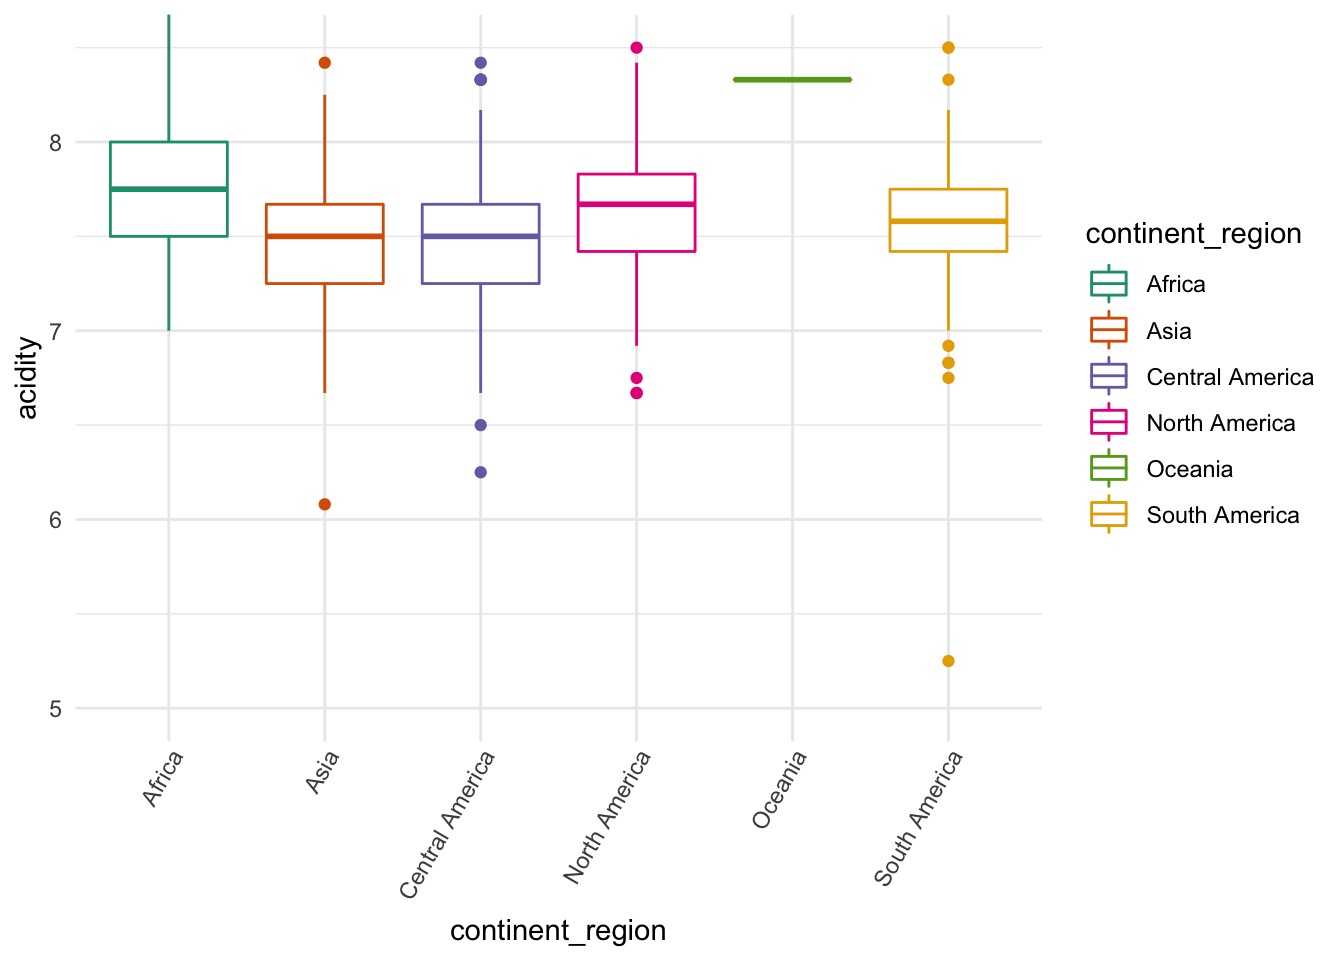 acidity
8
7
6
5
Africa
Asia
Central America
North America
Oceania
South America
continent_region
continent_region
Africa
Asia
Central America
North America
Oceania
South America